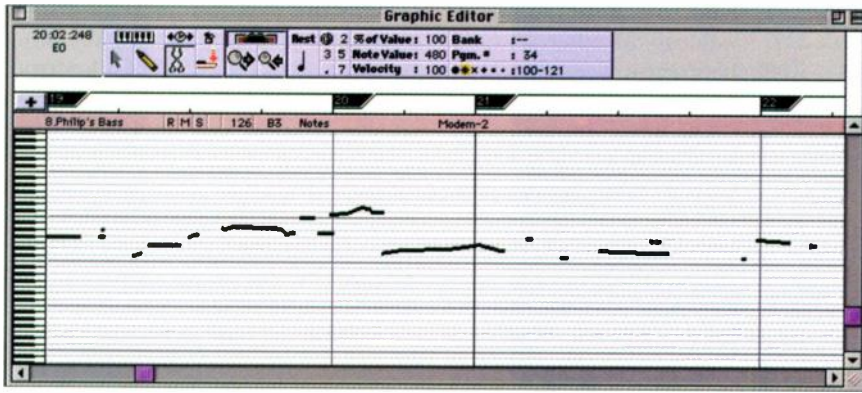 Graphic Editor
20:02:248
E0
Rest 2 % of Value: 100 Bank :--
3 5 Note Value: 480 Pgm. # : 34
. 7 Velocity : 100 :100-121
19 20 21 22
8.Philip's Bass R M S 126 B3 Notes Modem-2